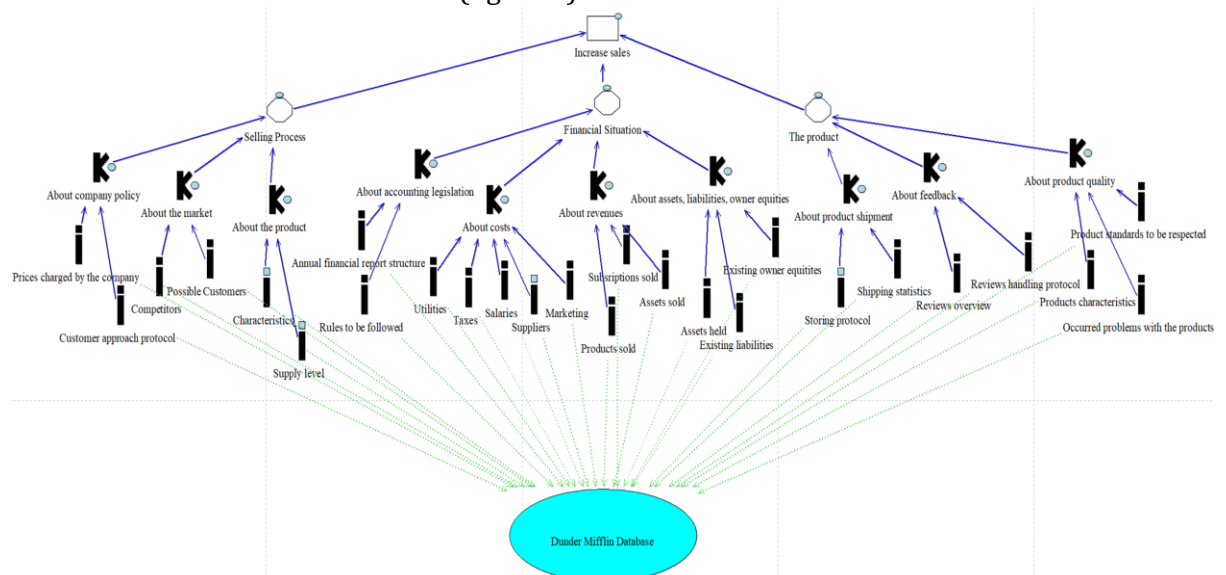 Increase sales
Selling Process
Financial Situation
The product
About company policy
About the market
About the product
About accounting legislation
About costs
About revenues
About assets, liabilities, owner equities
About product shipment
About feedback
About product quality
Prices charged by the company
Customer approach protocol
Competitors
Possible Customers
Characteristics
Supply level
Annual financial report structure
Rules to be followed
Utilities
Taxes
Salaries
Suppliers
Marketing
Products sold
Subsriptions sold
Assets sold
Assets held
Existing liabilities
Existing owner equitites
Storing protocol
Shipping statistics
Reviews overview
Reviews handling protocol
Products characteristics
Occurred problems with the products
Product standards to be respected
Dunder Mifflin Database